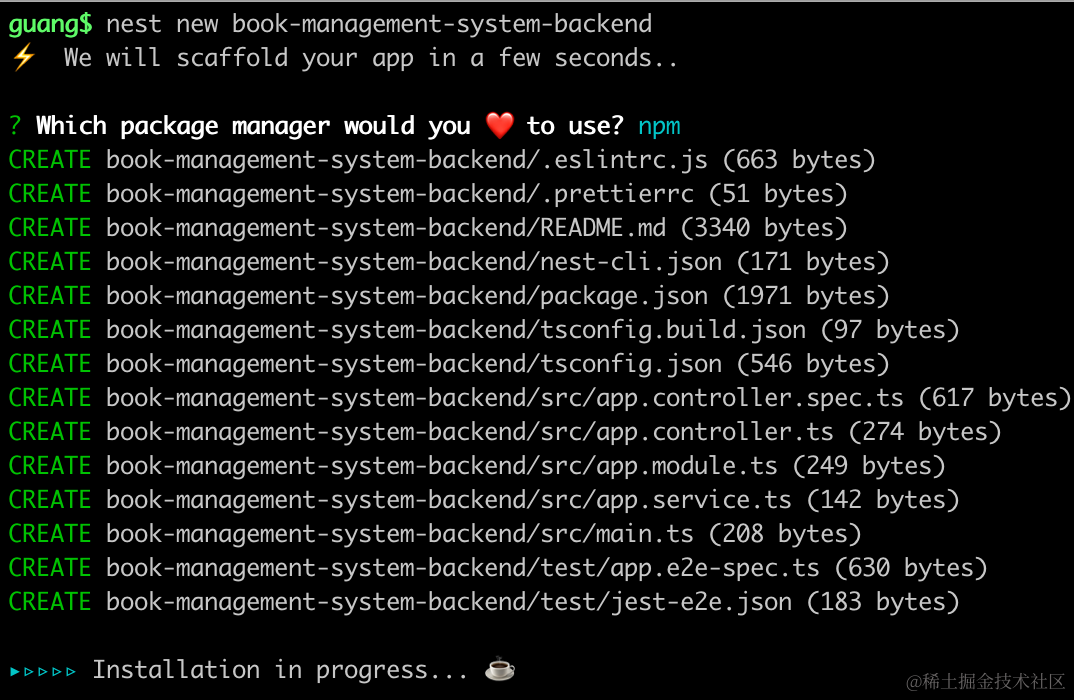 guang$ nest new book-management-system-backend
⚡ We will scaffold your app in a few seconds..
? Which package manager would you ❤️ to use? npm
CREATE book-management-system-backend/.eslintrc.js (663 bytes)
CREATE book-management-system-backend/.prettierrc (51 bytes)
CREATE book-management-system-backend/README.md (3340 bytes)
CREATE book-management-system-backend/nest-cli.json (171 bytes)
CREATE book-management-system-backend/package.json (1971 bytes)
CREATE book-management-system-backend/tsconfig.build.json (97 bytes)
CREATE book-management-system-backend/tsconfig.json (546 bytes)
CREATE book-management-system-backend/src/app.controller.spec.ts (617 bytes)
CREATE book-management-system-backend/src/app.controller.ts (274 bytes)
CREATE book-management-system-backend/src/app.module.ts (249 bytes)
CREATE book-management-system-backend/src/app.service.ts (142 bytes)
CREATE book-management-system-backend/src/main.ts (208 bytes)
CREATE book-management-system-backend/test/app.e2e-spec.ts (630 bytes)
CREATE book-management-system-backend/test/jest-e2e.json (183 bytes)
▸▹▹▹▹ Installation in progress... ☕
@稀土掘金技术社区